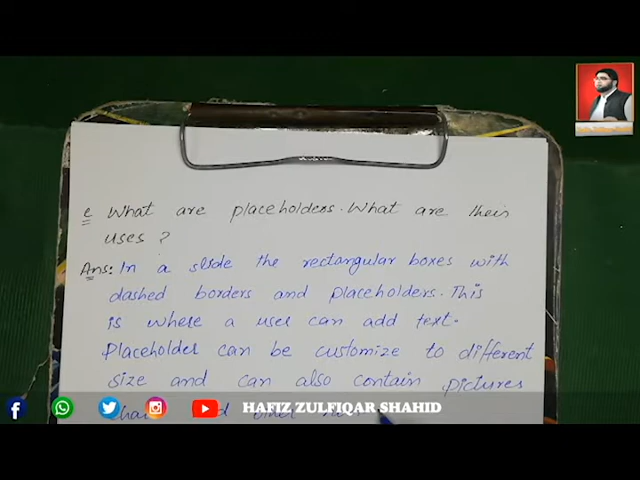 e What are placeholders. What are their
uses ?
Ans: In a slide the rectangular boxes with
dashed borders and placeholders. This
is where a user can add text.
Placeholder can be customize to different
size and can also contain pictures
HAFIZ ZULFIQAR SHAHID